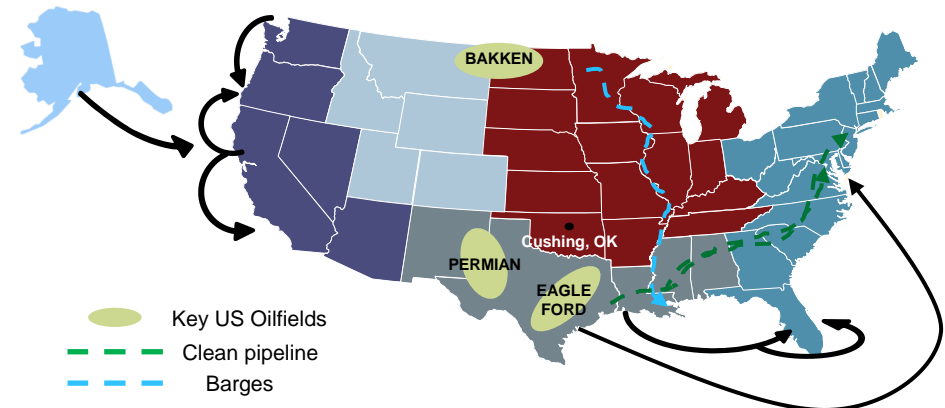 BAKKEN
Cushing, OK
PERMIAN
EAGLE
FORD
Key US Oilfields
Clean pipeline
Barges